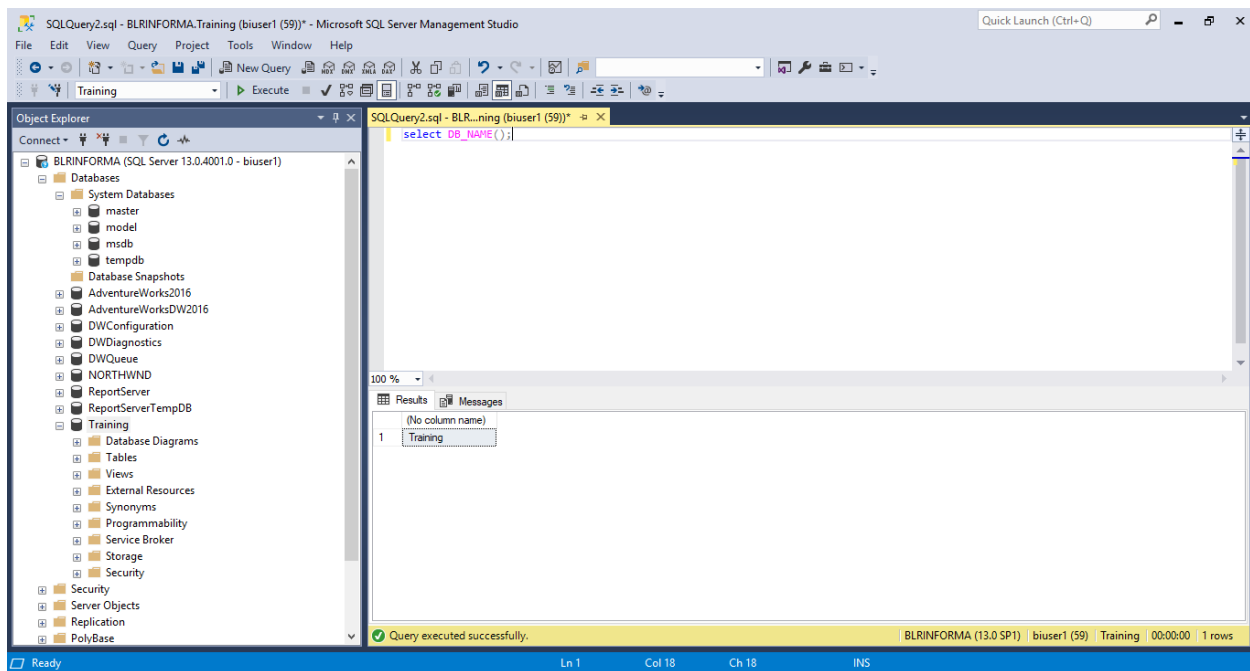 SQLQuery2.sql - BLRINFORMA.Training (biuser1 (59))* - Microsoft SQL Server Management Studio
Quick Launch (Ctrl+Q)
File Edit View Query Project Tools Window Help
New Query
Training
Execute
Object Explorer
Connect
BLRINFORMA (SQL Server 13.0.4001.0 - biuser1)
Databases
System Databases
master
model
msdb
tempdb
Database Snapshots
AdventureWorks2016
AdventureWorksDW2016
DWConfiguration
DWDiagnostics
DWQueue
NORTHWND
ReportServer
ReportServerTempDB
Training
Database Diagrams
Tables
Views
External Resources
Synonyms
Programmability
Service Broker
Storage
Security
Security
Server Objects
Replication
PolyBase
SQLQuery2.sql - BLR...ning (biuser1 (59))*
select DB_NAME();
100 %
Results Messages
(No column name)
1 Training
Query executed successfully.
BLRINFORMA (13.0 SP1) biuser1 (59) Training 00:00:00 1 rows
Ready Ln 1 Col 18 Ch 18 INS